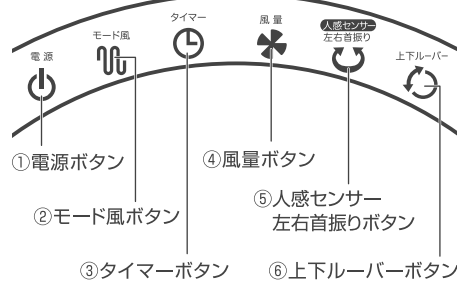 電源
モード風
タイマー
風量
人感センサー
左右首振り
上下ルーバー
①電源ボタン
②モード風ボタン
③タイマーボタン
④風量ボタン
⑤人感センサー
左右首振りボタン
⑥上下ルーバーボタン